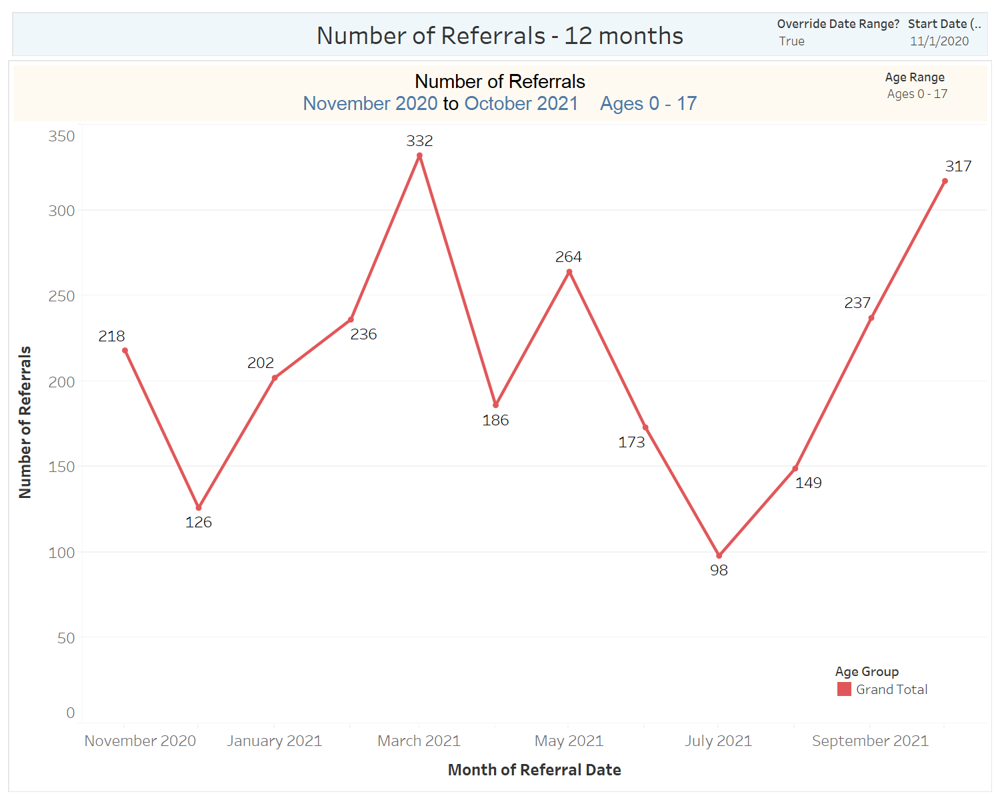 Number of Referrals - 12 months
Override Date Range? Start Date (..
True 11/1/2020
Number of Referrals
November 2020 to October 2021 Ages 0 - 17
Age Range
Ages 0 - 17
350
300
250
200
150
100
50
0
Number of Referrals
218
126
202
236
332
186
264
173
98
149
237
317
Age Group
Grand Total
November 2020 January 2021 March 2021 May 2021 July 2021 September 2021
Month of Referral Date